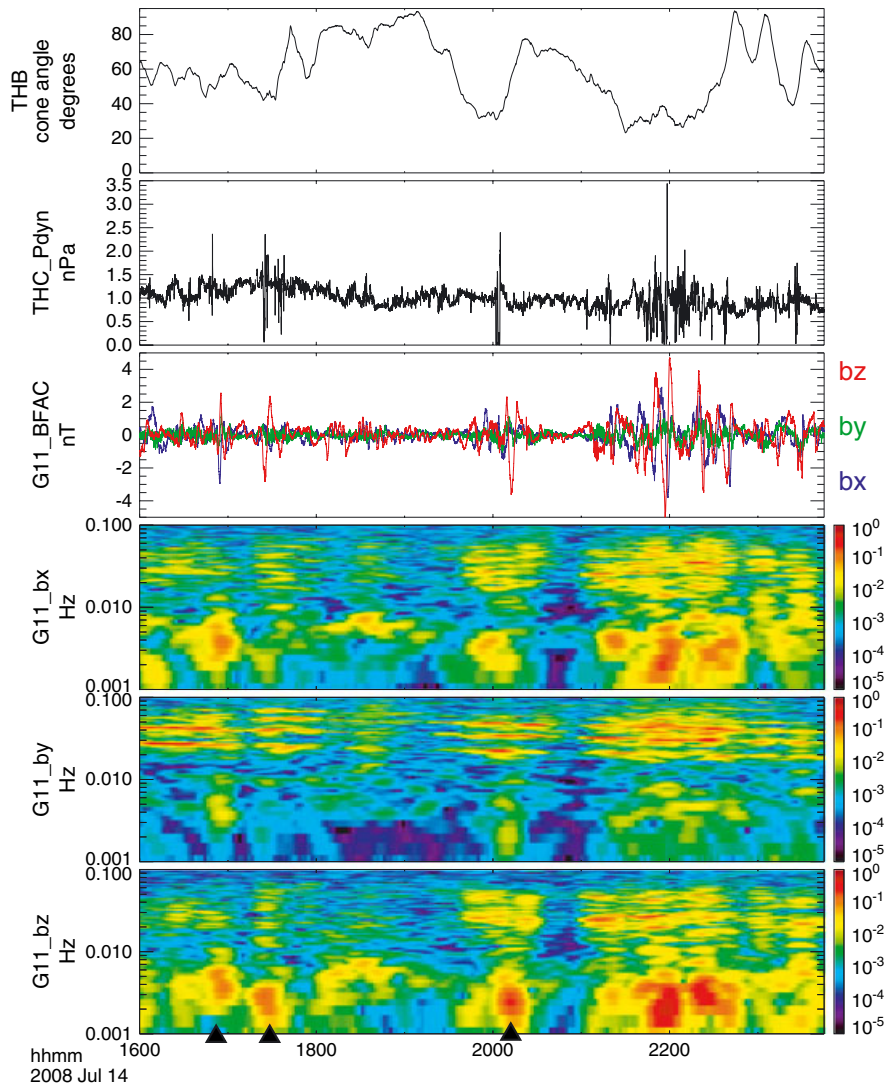 THB
cone angle
degrees
80
60
40
20
0
THC_Pdyn
nPa
3.5
3.0
2.5
2.0
1.5
1.0
0.5
0.0
G11_BFAC
nT
4
2
0
-2
-4
bz
by
bx
G11_bx
Hz
0.100
0.010
0.001
10^0
10^-1
10^-2
10^-3
10^-4
10^-5
G11_by
Hz
0.100
0.010
0.001
10^0
10^-1
10^-2
10^-3
10^-4
10^-5
G11_bz
Hz
0.100
0.010
0.001
10^0
10^-1
10^-2
10^-3
10^-4
10^-5
1600 1800 2000 2200
hhmm
2008 Jul 14